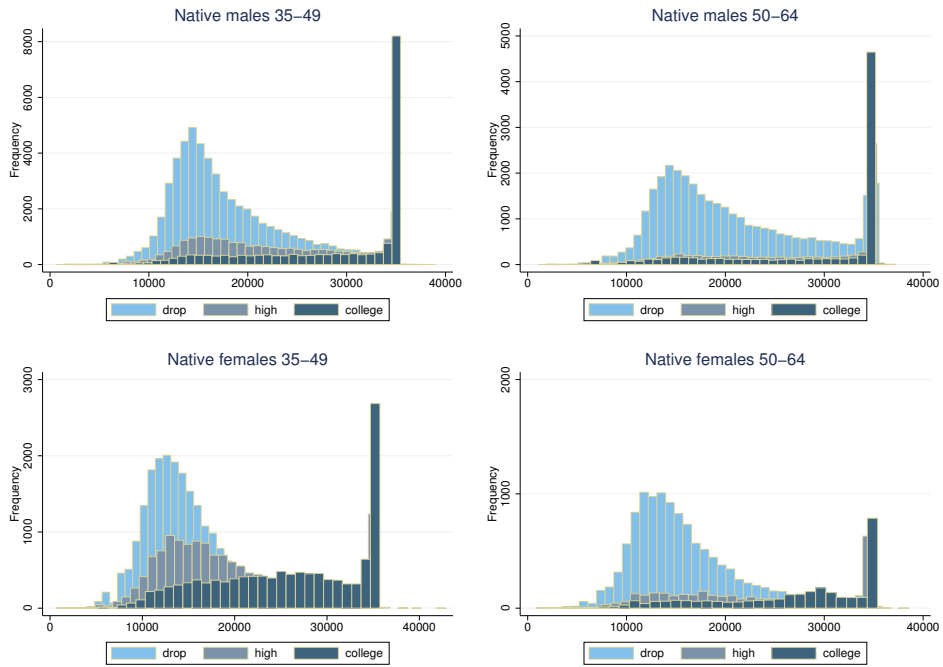 Native males 35−49
Frequency
8000
6000
4000
2000
0
0 10000 20000 30000 40000
drop high college
Native males 50−64
Frequency
5000
4000
3000
2000
1000
0
0 10000 20000 30000 40000
drop high college
Native females 35−49
Frequency
3000
2000
1000
0
0 10000 20000 30000 40000
drop high college
Native females 50−64
Frequency
2000
1000
0
0 10000 20000 30000 40000
drop high college